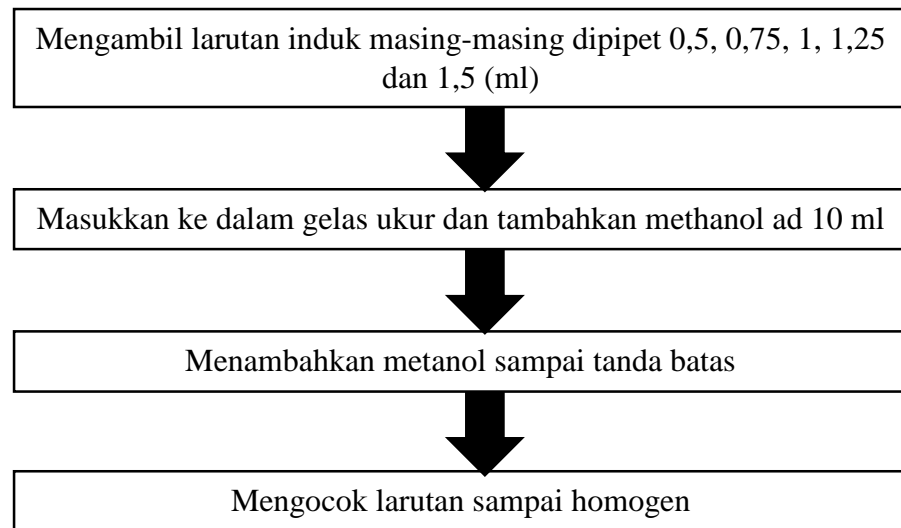 Mengambil larutan induk masing-masing dipipet 0,5, 0,75, 1, 1,25
dan 1,5 (ml)
Masukkan ke dalam gelas ukur dan tambahkan methanol ad 10 ml
Menambahkan metanol sampai tanda batas
Mengocok larutan sampai homogen